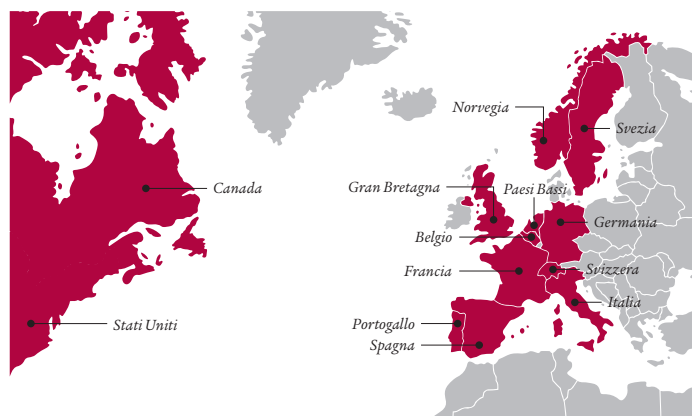 Norvegia
Svezia
Canada
Gran Bretagna
Paesi Bassi
Germania
Belgio
Francia
Svizzera
Italia
Stati Uniti
Portogallo
Spagna